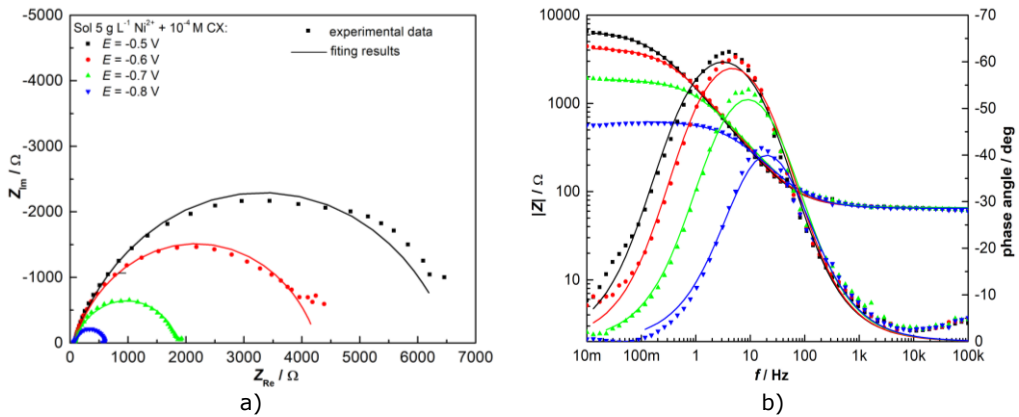 a)
-5000
-4000
-3000
-2000
-1000
0
Z_Im / Ω
Sol 5 g L⁻¹ Ni²⁺ + 10⁻⁴ M CX:
E = -0.5 V
E = -0.6 V
E = -0.7 V
E = -0.8 V
experimental data
fitting results
0 1000 2000 3000 4000 5000 6000 7000
Z_Re / Ω
a)
b)
10000
1000
100
10
|Z| / Ω
-70
-60
-50
-40
-30
-20
-10
0
phase angle / deg
10m 100m 1 10 100 1k 10k 100k
f / Hz
b)